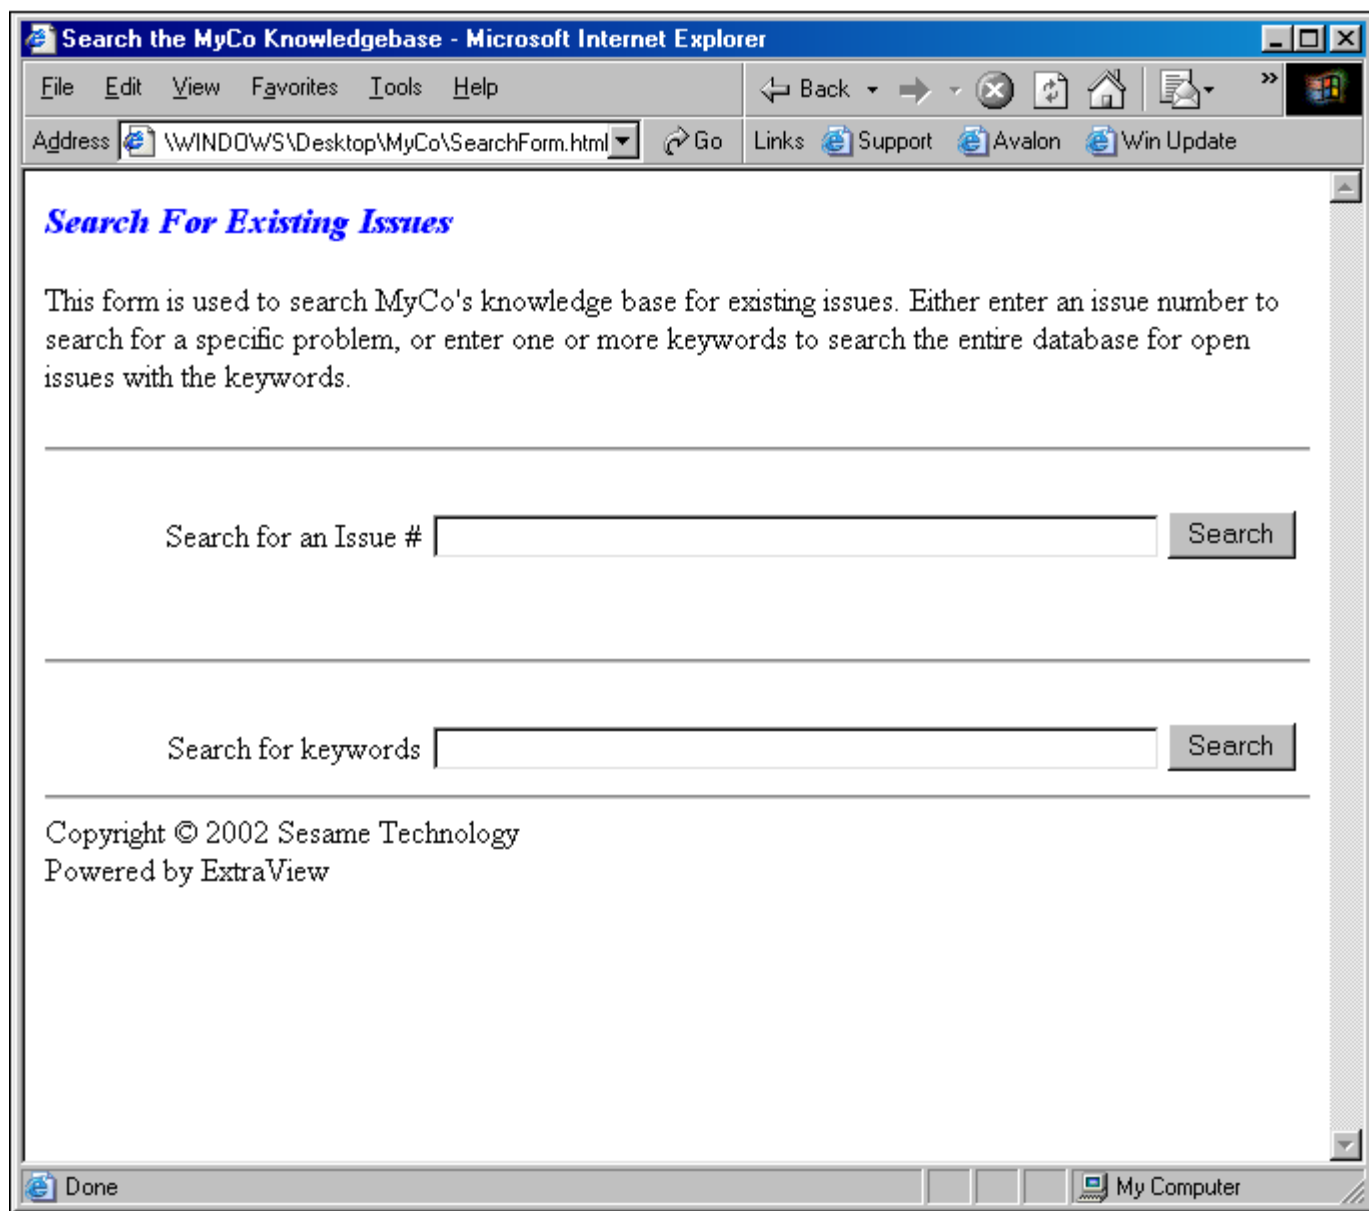 Search the MyCo Knowledgebase - Microsoft Internet Explorer
File Edit View Favorites Tools Help Back »
Address \WINDOWS\Desktop\MyCo\SearchForm.html Go Links Support Avalon Win Update
Search For Existing Issues
This form is used to search MyCo's knowledge base for existing issues. Either enter an issue number to
search for a specific problem, or enter one or more keywords to search the entire database for open
issues with the keywords.
Search for an Issue # Search
Search for keywords Search
Copyright © 2002 Sesame Technology
Powered by ExtraView
Done My Computer